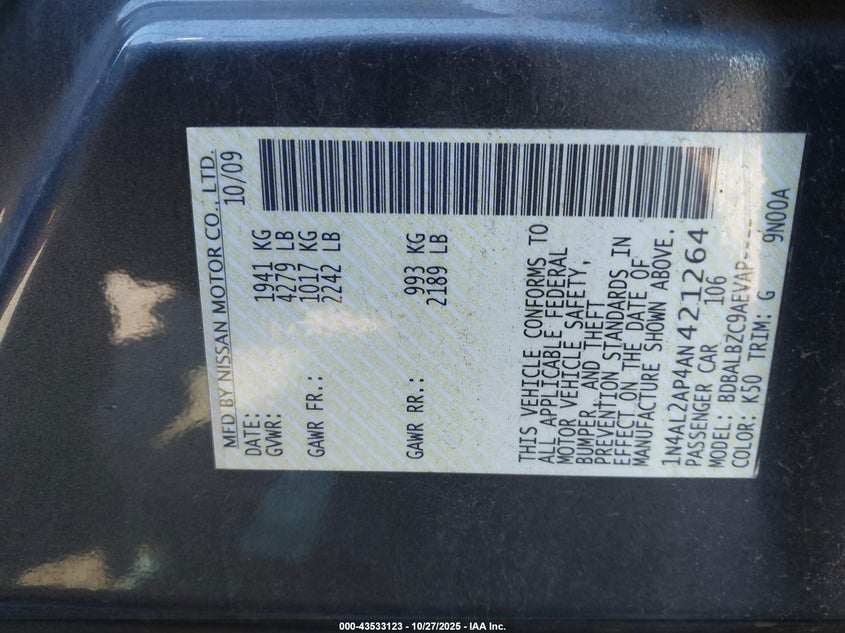 MFD BY NISSAN MOTOR CO., LTD.
DATE: 10/09
GVWR: 1941 KG
4279 LB
GAWR FR.: 1017 KG
2242 LB
GAWR RR.: 993 KG
2189 LB
THIS VEHICLE CONFORMS TO
ALL APPLICABLE FEDERAL
MOTOR VEHICLE SAFETY,
BUMPER, AND THEFT
PREVENTION STANDARDS IN
EFFECT ON THE DATE OF
MANUFACTURE SHOWN ABOVE.
1N4AL2AP4AN421264
PASSENGER CAR 106
MODEL: BDBALBZC9AEVAP----
COLOR: K50 TRIM: G 9N00A
000-43533123 - 10/27/2025 - IAA Inc.